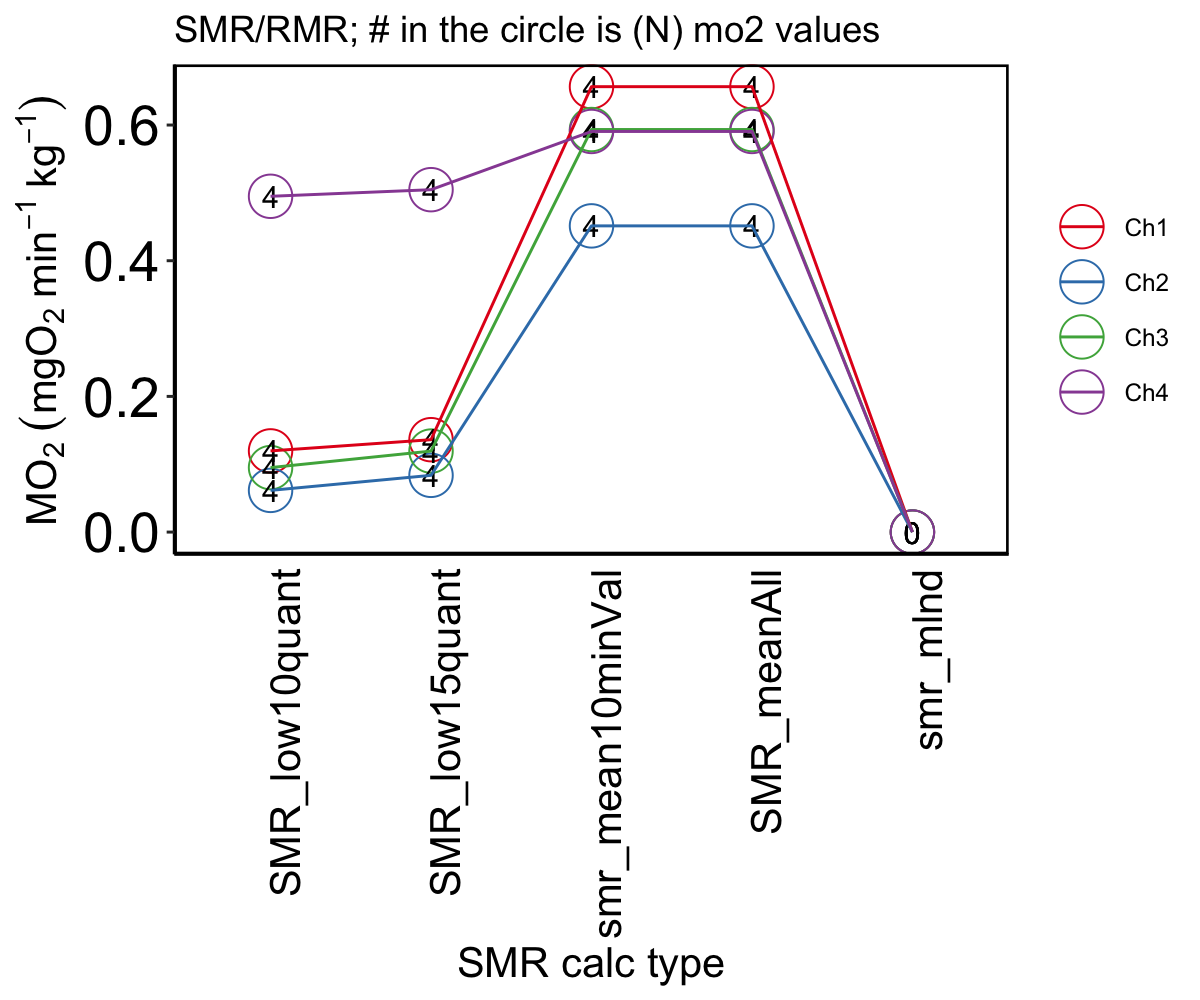 SMR/RMR; # in the circle is (N) mo2 values
MO₂ (mgO₂ min⁻¹ kg⁻¹)
0.6
0.4
0.2
0.0
4 4
4 4
4 4 4 4
4 4
4 4
4 4
4 4
0
Ch1
Ch2
Ch3
Ch4
SMR_low10quant
SMR_low15quant
smr_mean10minVal
SMR_meanAll
smr_mlnd
SMR calc type